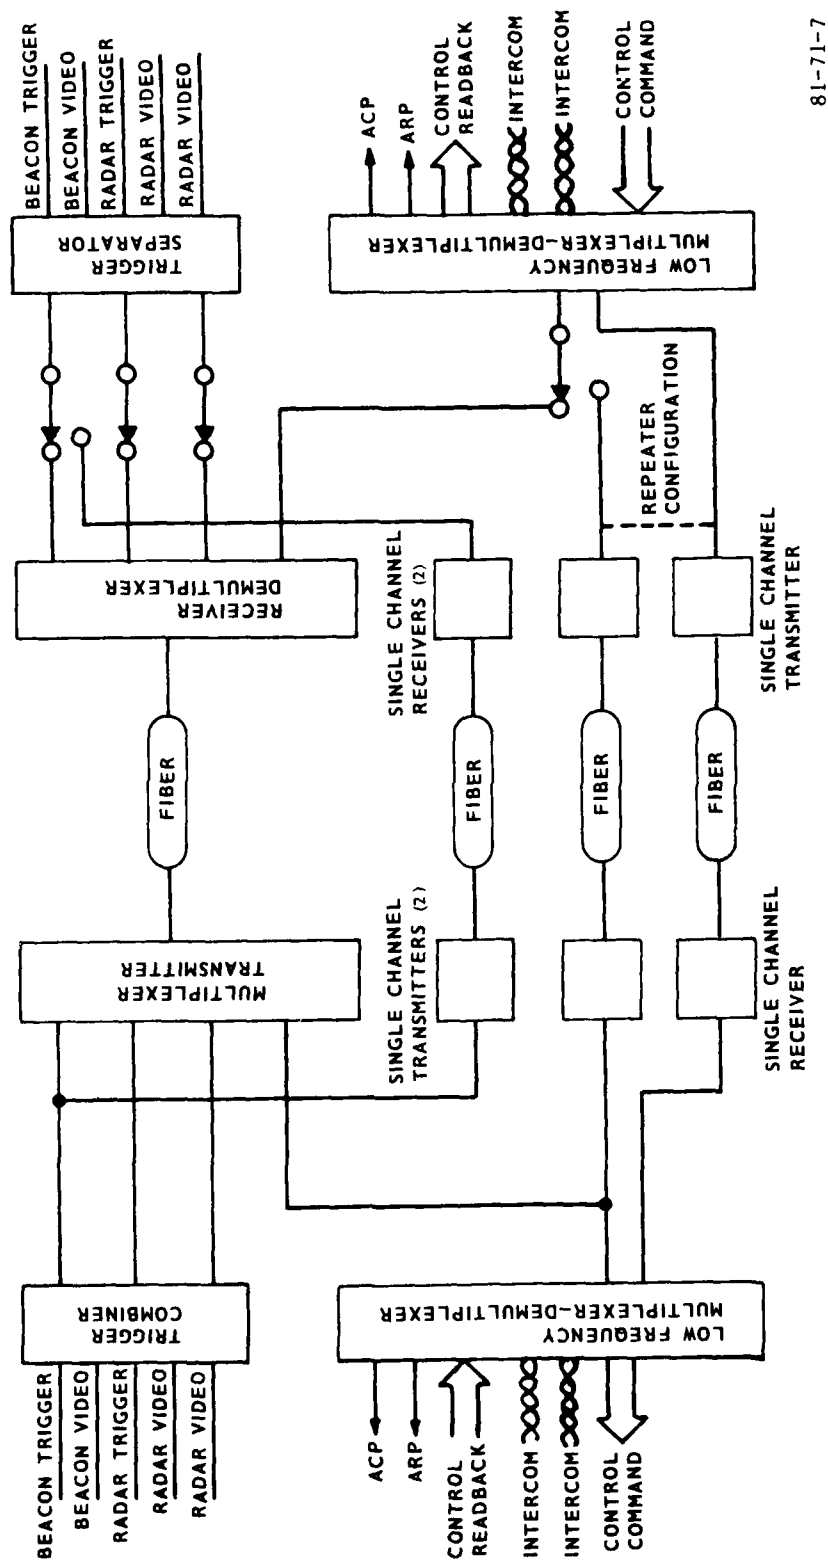 BEACON TRIGGER
BEACON VIDEO
RADAR TRIGGER
RADAR VIDEO
RADAR VIDEO
TRIGGER
COMBINER
MULTIPLEXER
TRANSMITTER
FIBER
RECEIVER
DEMULTIPLEXER
TRIGGER
SEPARATOR
BEACON TRIGGER
BEACON VIDEO
RADAR TRIGGER
RADAR VIDEO
RADAR VIDEO
SINGLE CHANNEL
TRANSMITTERS (2)
FIBER
SINGLE CHANNEL
RECEIVERS (2)
ACP
ARP
CONTROL
READBACK
INTERCOM
INTERCOM
CONTROL
COMMAND
LOW FREQUENCY
MULTIPLEXER-DEMULTIPLEXER
FIBER
REPEATER
CONFIGURATION
LOW FREQUENCY
MULTIPLEXER-DEMULTIPLEXER
ACP
ARP
CONTROL
READBACK
INTERCOM
INTERCOM
CONTROL
COMMAND
SINGLE CHANNEL
RECEIVER
FIBER
SINGLE CHANNEL
TRANSMITTER
81-71-7